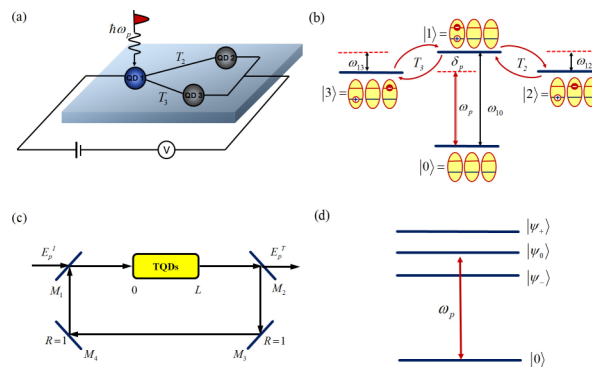 (a)
ħω_p
QD 1
T_2
QD 2
T_3
QD 3
V
(b)
|1⟩=
ω_13
T_3
δ_p
T_2
ω_12
|3⟩=
ω_p
ω_10
|2⟩=
|0⟩=
(c)
E_p^I
TQDs
E_p^T
M_1
0
L
M_2
R=1
M_4
M_3
R=1
(d)
|ψ_+⟩
|ψ_0⟩
|ψ_−⟩
ω_p
|0⟩